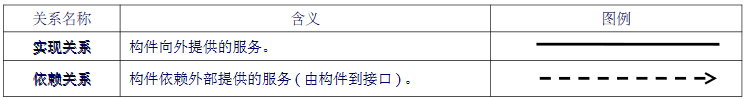 关系名称 含义 图例
实现关系 构件向外提供的服务。
依赖关系 构件依赖外部提供的服务（由构件到接口）。